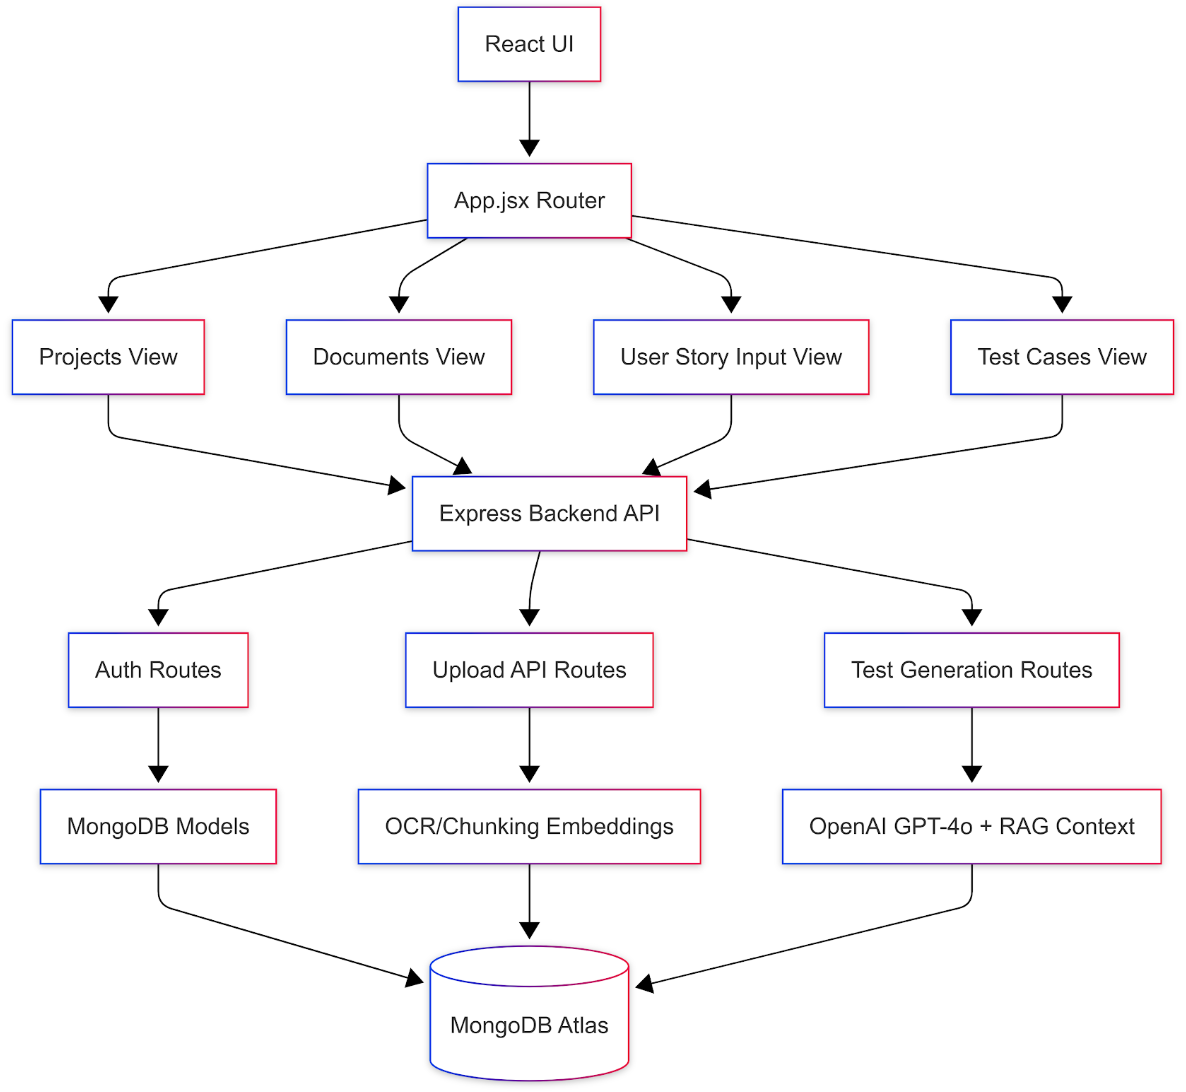 React UI
App.jsx Router
Projects View
Documents View
User Story Input View
Test Cases View
Express Backend API
Auth Routes
Upload API Routes
Test Generation Routes
MongoDB Models
OCR/Chunking Embeddings
OpenAI GPT-4o + RAG Context
MongoDB Atlas